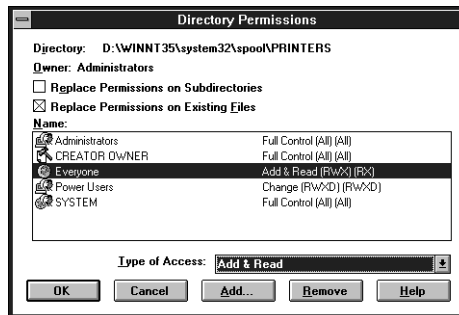 Directory Permissions
Directory: D:\WINNT35\system32\spool\PRINTERS
Owner: Administrators
Replace Permissions on Subdirectories
Replace Permissions on Existing Files
Name:
Administrators Full Control (All) (All)
CREATOR OWNER Full Control (All) (All)
Everyone Add & Read (RWX) (RX)
Power Users Change (RWXD) (RWXD)
SYSTEM Full Control (All) (All)
Type of Access: Add & Read
OK Cancel Add... Remove Help